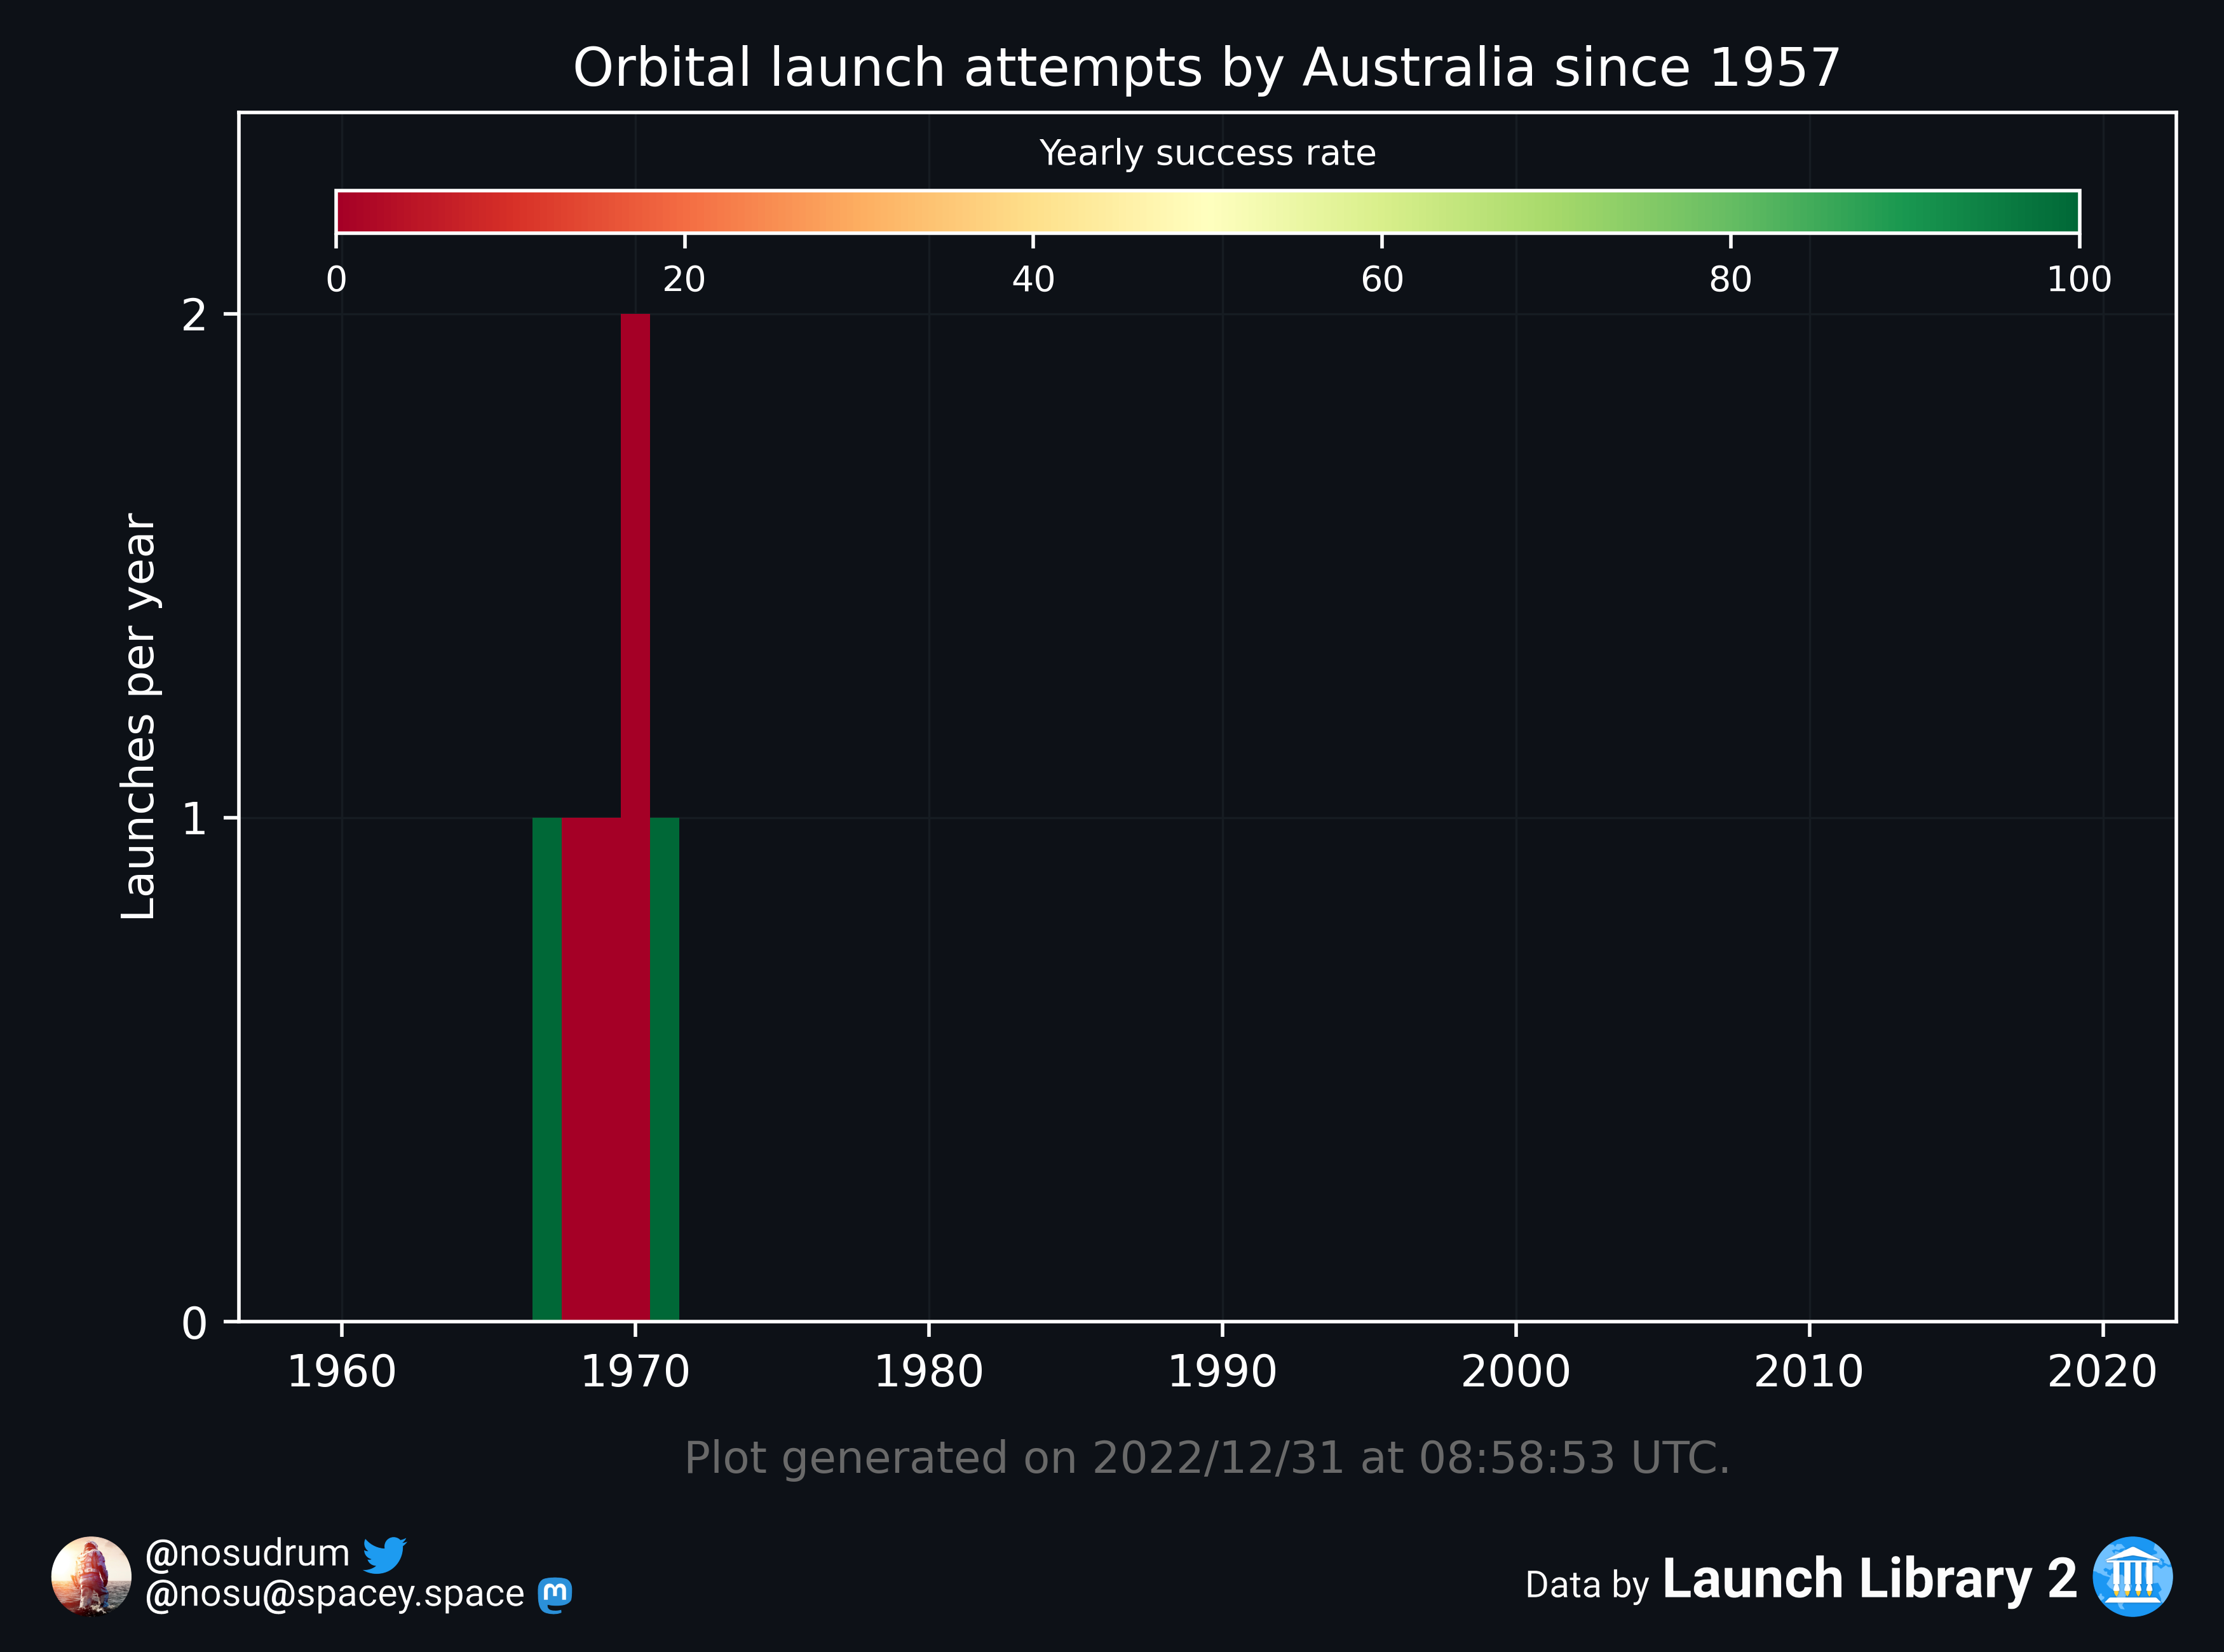 Orbital launch attempts by Australia since 1957
Yearly success rate
0 20 40 60 80 100
Launches per year
2
1
0
1960 1970 1980 1990 2000 2010 2020
Plot generated on 2022/12/31 at 08:58:53 UTC.
@nosudrum
@nosu@spacey.space
Data by Launch Library 2